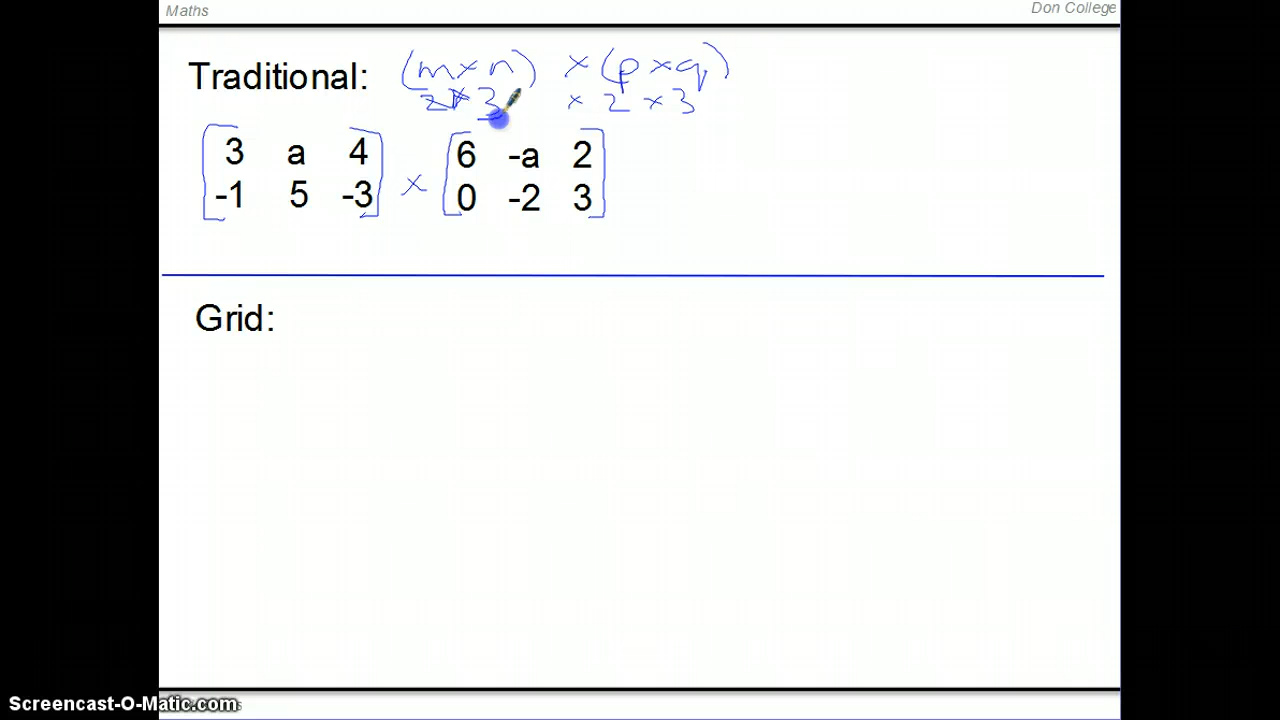 Maths Don College
Traditional: (m×n) × (p×q)
2×3 × 2×3
3 a 4 6 -a 2
-1 5 -3 × 0 -2 3
Grid:
Screencast-O-Matic.com